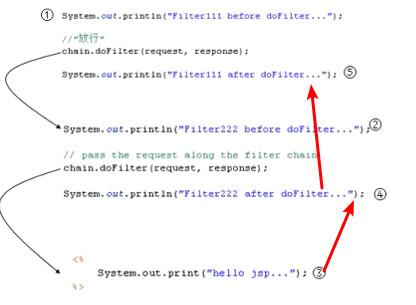 ① System.out.println("Filter111 before doFilter...");
//"放行"
chain.doFilter(request, response);
System.out.println("Filter111 after doFilter..."); ⑤
System.out.println("Filter222 before doFilter..."); ②
// pass the request along the filter chain
chain.doFilter(request, response);
System.out.println("Filter222 after doFilter..."); ④
<%
System.out.print("hello jsp..."); ③
%>